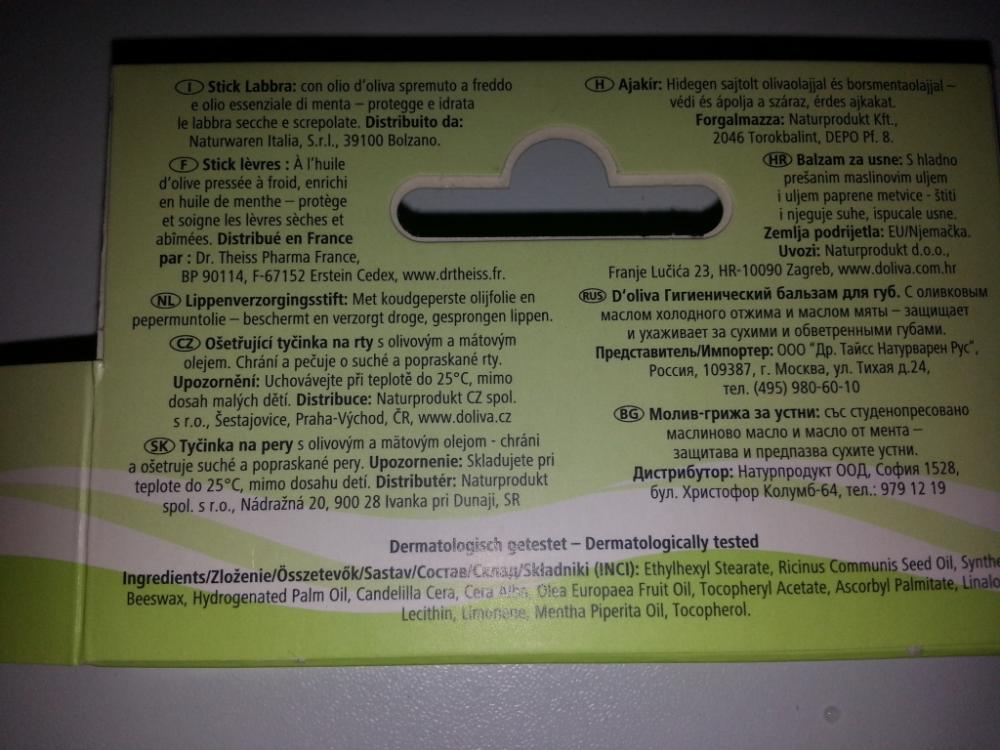 I Stick Labbra: con olio d'oliva spremuto a freddo
e olio essenziale di menta – protegge e idrata
le labbra secche e screpolate. Distribuito da:
Naturwaren Italia, S.r.l., 39100 Bolzano.
F Stick lèvres : À l'huile
d'olive pressée à froid, enrichi
en huile de menthe – protège
et soigne les lèvres sèches et
abîmées. Distribué en France
par : Dr. Theiss Pharma France,
BP 90114, F-67152 Erstein Cedex, www.drtheiss.fr.
NL Lippenverzorgingsstift: Met koudgeperste olijfolie en
pepermuntolie – beschermt en verzorgt droge, gesprongen lippen.
CZ Ošetřující tyčinka na rty s olivovým a mátovým
olejem. Chrání a pečuje o suché a popraskané rty.
Upozornění: Uchovávejte při teplotě do 25°C, mimo
dosah malých dětí. Distribuce: Naturprodukt CZ spol.
s r.o., Šestajovice, Praha-Východ, ČR, www.doliva.cz
SK Tyčinka na pery s olivovým a mätovým olejom - chráni
a ošetruje suché a popraskané pery. Upozornenie: Skladujete pri
teplote do 25°C, mimo dosahu detí. Distributér: Naturprodukt
spol. s r.o., Nádražná 20, 900 28 Ivanka pri Dunaji, SR
H Ajakír: Hidegen sajtolt olívaolajjal és borsmentaolajjal –
védi és ápolja a száraz, érdes ajkakat.
Forgalmazza: Naturprodukt Kft.,
2046 Torokbalint, DEPO Pf. 8.
HR Balzam za usne: S hladno
prešanim maslinovim uljem
i uljem paprene metvice - štiti
i njeguje suhe, ispucale usne.
Zemlja podrijetla: EU/Njemačka.
Uvozi: Naturprodukt d.o.o.,
Franje Lučića 23, HR-10090 Zagreb, www.doliva.com.hr
RUS D'oliva Гигиенический бальзам для губ. С оливковым
маслом холодного отжима и маслом мяты – защищает
и ухаживает за сухими и обветренными губами.
Представитель/Импортер: ООО "Др. Тайсс Натурварен Рус",
Россия, 109387, г. Москва, ул. Тихая д.24,
тел. (495) 980-60-10
BG Молив-грижа за устни: със студенопресовано
маслиново масло и масло от мента –
защитава и предпазва сухите устни.
Дистрибутор: Натурпродукт ООД, София 1528,
бул. Христофор Колумб-64, тел.: 979 12 19
Dermatologisch getestet – Dermatologically tested
Ingredients/Zloženie/Összetevők/Sastav/Состав/Склад/Składniki (INCI): Ethylhexyl Stearate, Ricinus Communis Seed Oil, Synthe
Beeswax, Hydrogenated Palm Oil, Candelilla Cera, Cera Alba, Olea Europaea Fruit Oil, Tocopheryl Acetate, Ascorbyl Palmitate, Linalo
Lecithin, Limonene, Mentha Piperita Oil, Tocopherol.